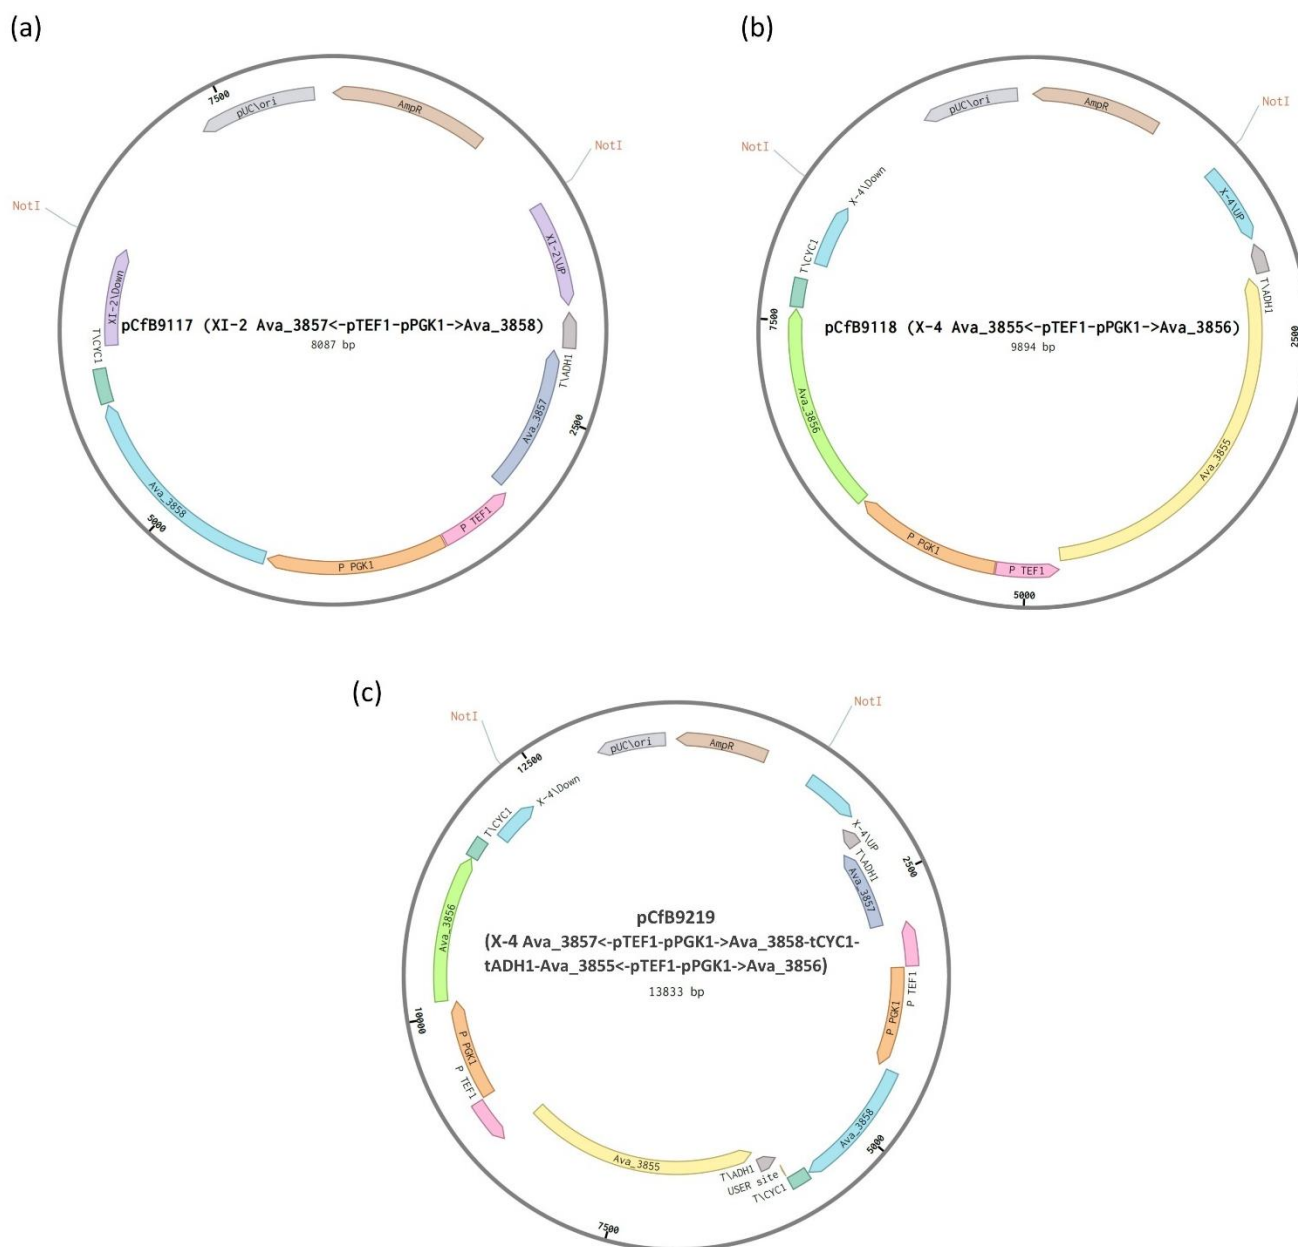 (a)
7500
pUC\ori
AmpR
NotI
NotI
XI-2\UP
XI-2\Down
pCfB9117 (XI-2 Ava_3857<-pTEF1-pPGK1->Ava_3858)
8087 bp
T\CYC1
T\ADH1
Ava_3857
2500
Ava_3858
5000
P TEF1
P PGK1
(b)
pUC\ori
AmpR
NotI
NotI
X-4\Down
X-4\UP
T\CYC1
T\ADH1
7500
pCfB9118 (X-4 Ava_3855<-pTEF1-pPGK1->Ava_3856)
9894 bp
2500
Ava_3856
Ava_3855
P PGK1
P TEF1
5000
(c)
NotI
NotI
12500
pUC\ori
AmpR
X-4\Down
T\CYC1
X-4\UP
T\ADH1
2500
Ava_3857
Ava_3856
pCfB9219
(X-4 Ava_3857<-pTEF1-pPGK1->Ava_3858-tCYC1-
tADH1-Ava_3855<-pTEF1-pPGK1->Ava_3856)
13833 bp
P TEF1
P PGK1
10000
P PGK1
P TEF1
Ava_3858
5000
Ava_3855
T\ADH1
USER site
T\CYC1
7500